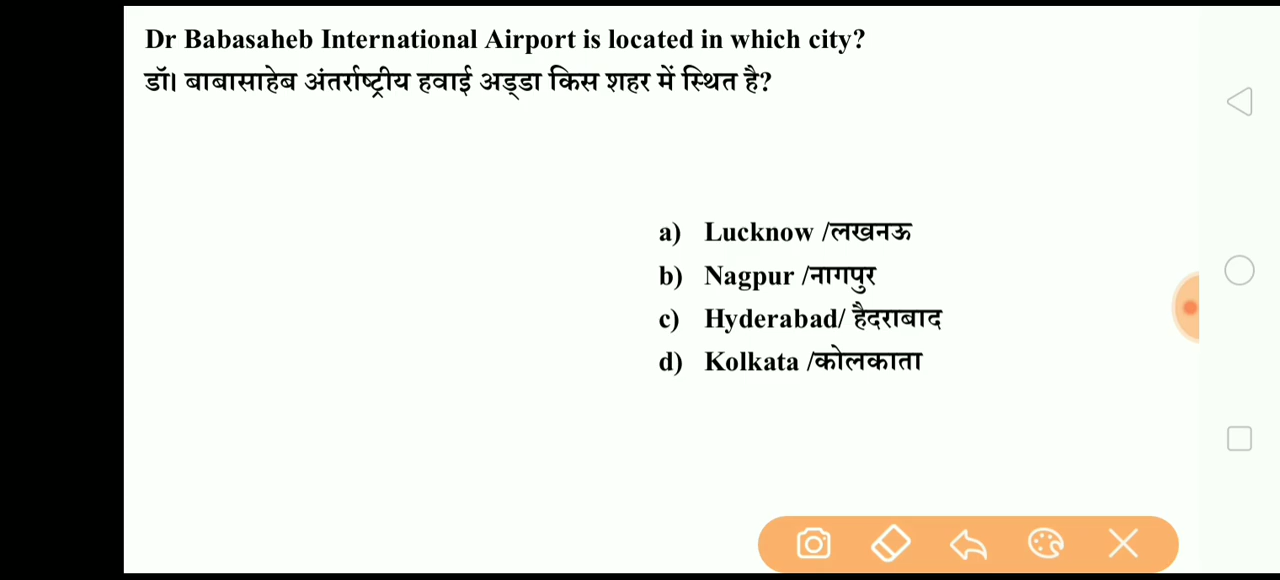 Dr Babasaheb International Airport is located in which city?
डॉ। बाबासाहेब अंतर्राष्ट्रीय हवाई अड्डा किस शहर में स्थित है?
a) Lucknow /लखनऊ
b) Nagpur /नागपुर
c) Hyderabad/ हैदराबाद
d) Kolkata /कोलकाता